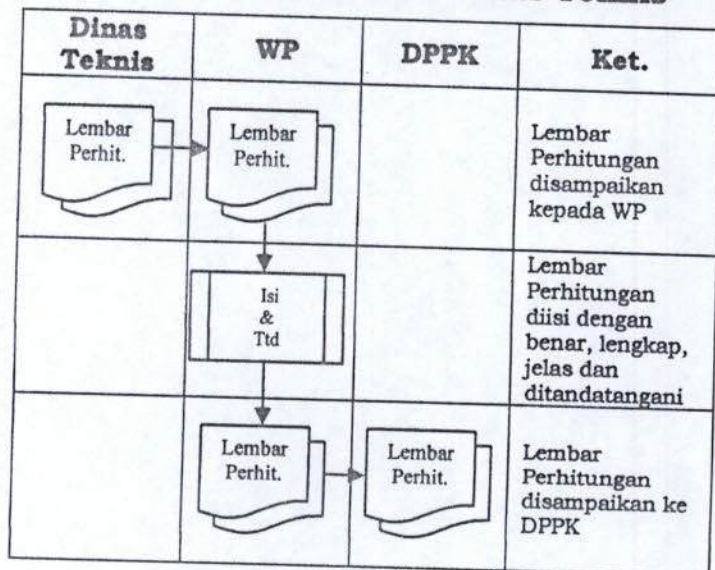 Teknis
Dinas
Teknis
WP
DPPK
Ket.
Lembar
Perhit.
Lembar
Perhit.
Lembar
Perhitungan
disampaikan
kepada WP
Isi
&
Ttd
Lembar
Perhitungan
diisi dengan
benar, lengkap,
jelas dan
ditandatangani
Lembar
Perhit.
Lembar
Perhit.
Lembar
Perhitungan
disampaikan ke
DPPK